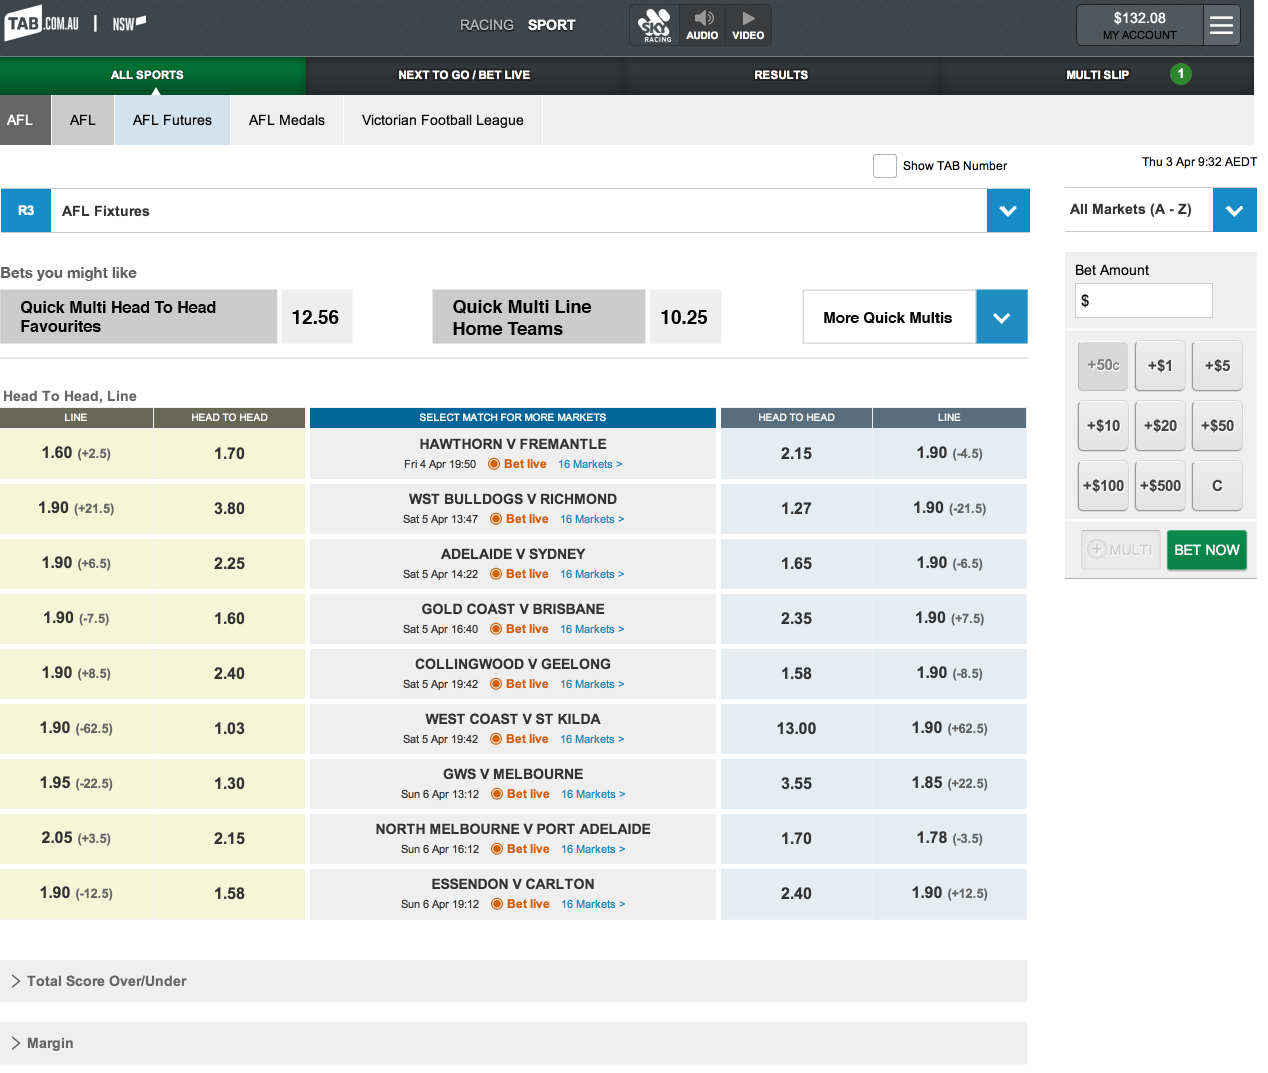 TAB.COM.AU | NSW
RACING SPORT
SKY RACING AUDIO VIDEO
$132.08
MY ACCOUNT
ALL SPORTS NEXT TO GO / BET LIVE RESULTS MULTI SLIP 1
AFL AFL AFL Futures AFL Medals Victorian Football League
Show TAB Number
Thu 3 Apr 9:32 AEDT
R3 AFL Fixtures
All Markets (A - Z)
Bets you might like
Quick Multi Head To Head
Favourites
12.56
Quick Multi Line
Home Teams
10.25
More Quick Multis
Head To Head, Line
LINE HEAD TO HEAD SELECT MATCH FOR MORE MARKETS HEAD TO HEAD LINE
HAWTHORN V FREMANTLE
1.60 (+2.5) 1.70 Fri 4 Apr 19:50 Bet live 16 Markets > 2.15 1.90 (-4.5)
WST BULLDOGS V RICHMOND
1.90 (+21.5) 3.80 Sat 5 Apr 13:47 Bet live 16 Markets > 1.27 1.90 (-21.5)
ADELAIDE V SYDNEY
1.90 (+6.5) 2.25 Sat 5 Apr 14:22 Bet live 16 Markets > 1.65 1.90 (-6.5)
GOLD COAST V BRISBANE
1.90 (-7.5) 1.60 Sat 5 Apr 16:40 Bet live 16 Markets > 2.35 1.90 (+7.5)
COLLINGWOOD V GEELONG
1.90 (+8.5) 2.40 Sat 5 Apr 19:42 Bet live 16 Markets > 1.58 1.90 (-8.5)
WEST COAST V ST KILDA
1.90 (-62.5) 1.03 Sat 5 Apr 19:42 Bet live 16 Markets > 13.00 1.90 (+62.5)
GWS V MELBOURNE
1.95 (-22.5) 1.30 Sun 6 Apr 13:12 Bet live 16 Markets > 3.55 1.85 (+22.5)
NORTH MELBOURNE V PORT ADELAIDE
2.05 (+3.5) 2.15 Sun 6 Apr 16:12 Bet live 16 Markets > 1.70 1.78 (-3.5)
ESSENDON V CARLTON
1.90 (-12.5) 1.58 Sun 6 Apr 19:12 Bet live 16 Markets > 2.40 1.90 (+12.5)
Total Score Over/Under
Margin
Bet Amount
$
+50c +$1 +$5
+$10 +$20 +$50
+$100 +$500 C
+ MULTI BET NOW